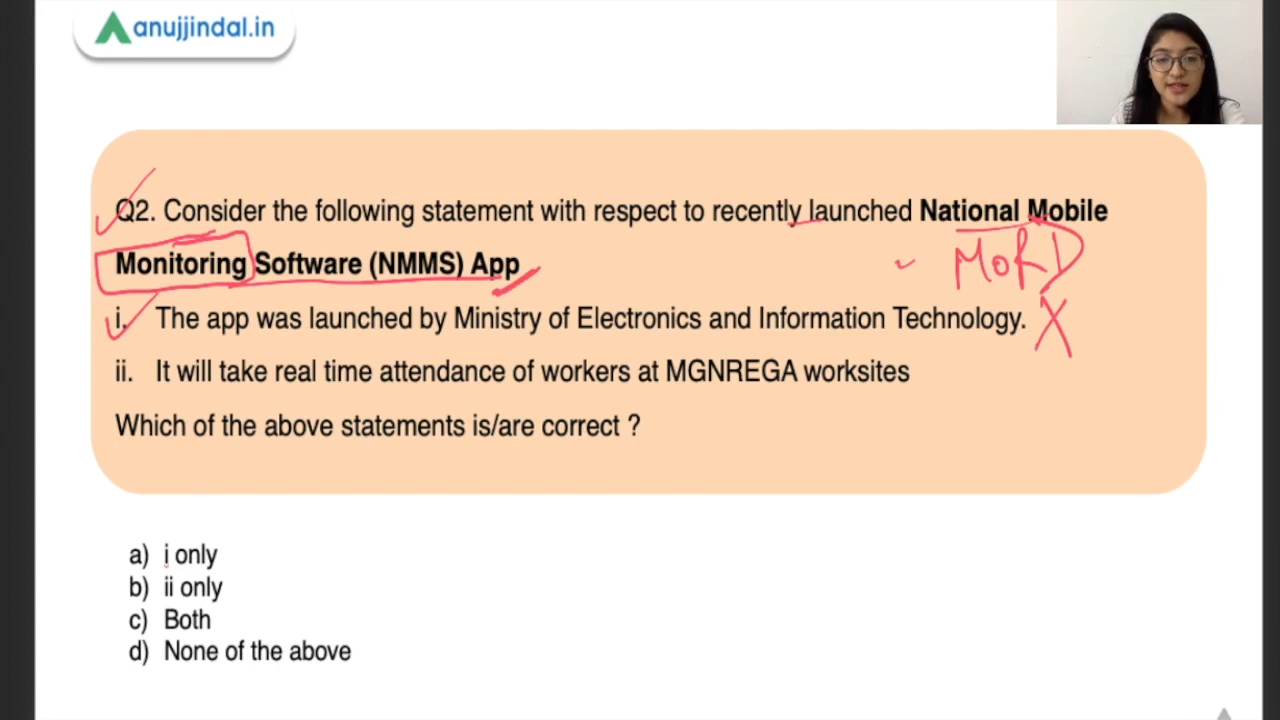 anujjindal.in
Q2. Consider the following statement with respect to recently launched National Mobile
Monitoring Software (NMMS) App
MoRD
i. The app was launched by Ministry of Electronics and Information Technology. X
ii. It will take real time attendance of workers at MGNREGA worksites
Which of the above statements is/are correct ?
a) i only
b) ii only
c) Both
d) None of the above